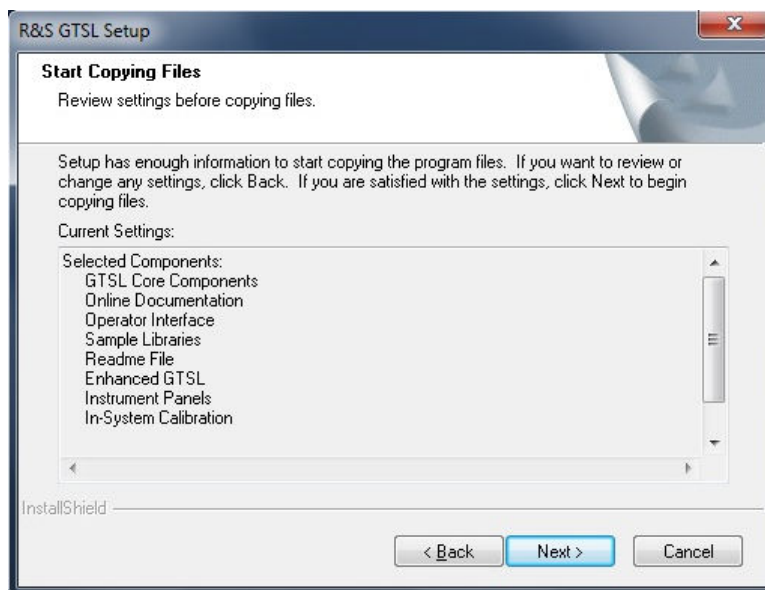 R&S GTSL Setup
Start Copying Files
Review settings before copying files.
Setup has enough information to start copying the program files.  If you want to review or
change any settings, click Back.  If you are satisfied with the settings, click Next to begin
copying files.
Current Settings:
Selected Components:
GTSL Core Components
Online Documentation
Operator Interface
Sample Libraries
Readme File
Enhanced GTSL
Instrument Panels
In-System Calibration
InstallShield
< Back
Next >
Cancel